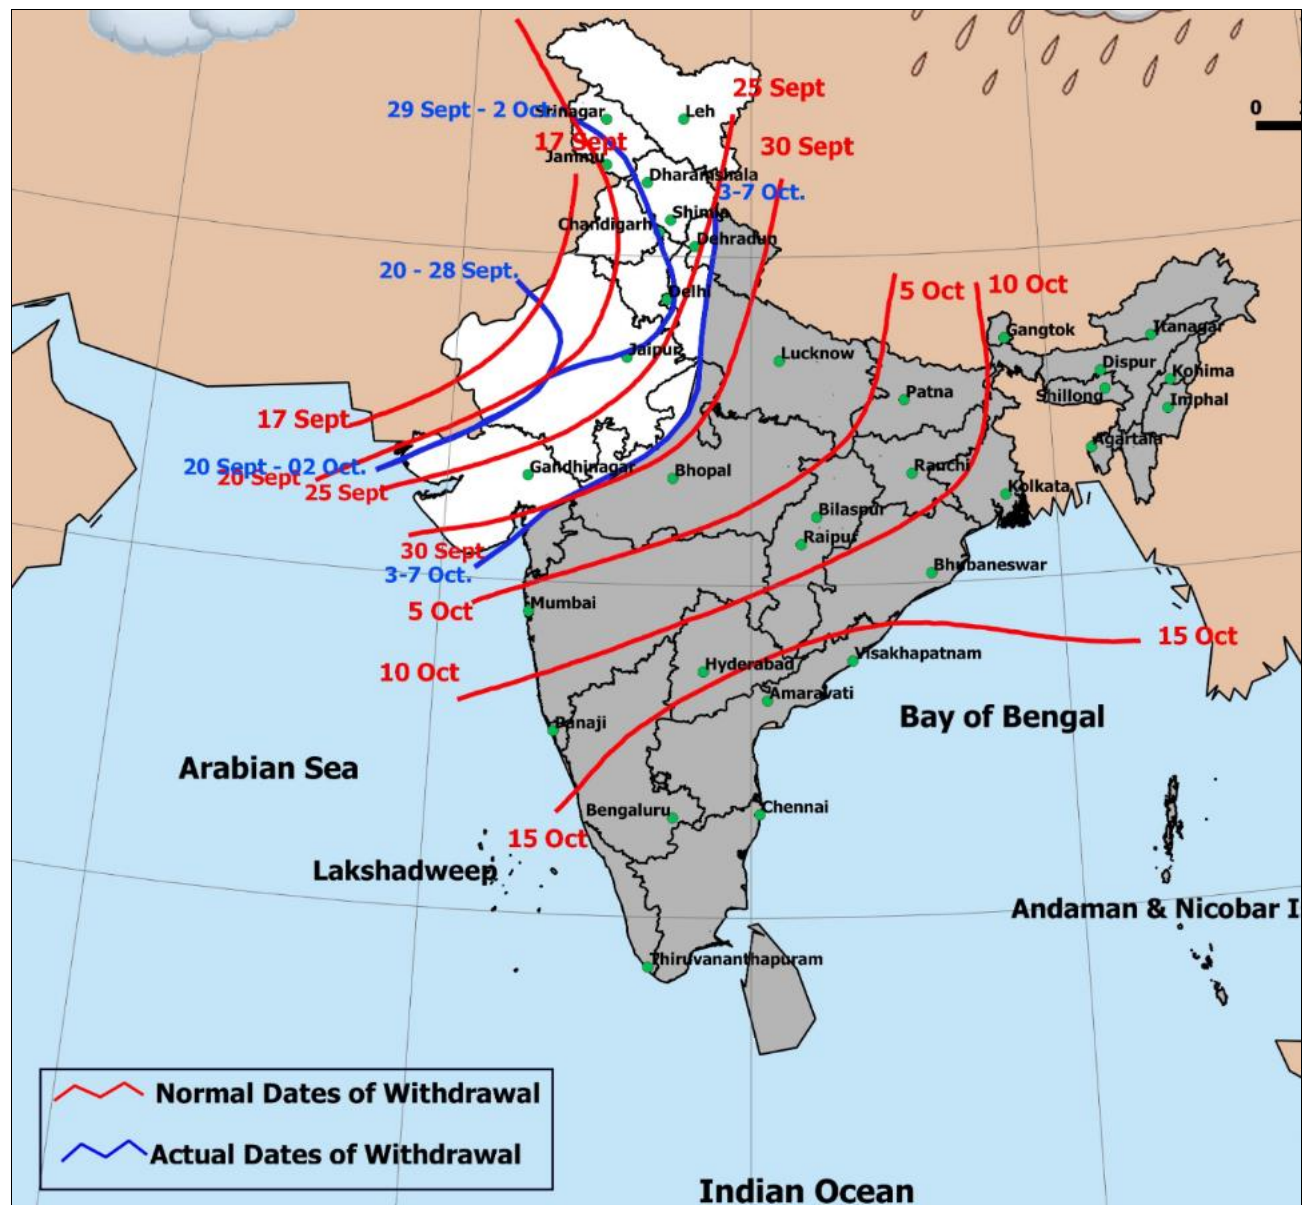 25 Sept
29 Sept - 2 Oct.
Srinagar
Leh
0
17 Sept
30 Sept
Jammu
Dharamshala
3-7 Oct.
Shimla
Chandigarh
Dehradun
20 - 28 Sept.
Delhi
5 Oct
10 Oct
Gangtok
Itanagar
Jaipur
Lucknow
Dispur
Kohima
Shillong
Imphal
Patna
17 Sept
Agartala
20 Sept - 02 Oct.
20 Sept
Gandhinagar
Bhopal
Ranchi
25 Sept
Kolkata
Bilaspur
Raipur
30 Sept
Bhubaneswar
3-7 Oct.
5 Oct
Mumbai
15 Oct
10 Oct
Hyderabad
Visakhapatnam
Amaravati
Panaji
Bay of Bengal
Arabian Sea
Bengaluru
Chennai
15 Oct
Lakshadweep
Andaman & Nicobar I
Thiruvananthapuram
Normal Dates of Withdrawal
Actual Dates of Withdrawal
Indian Ocean